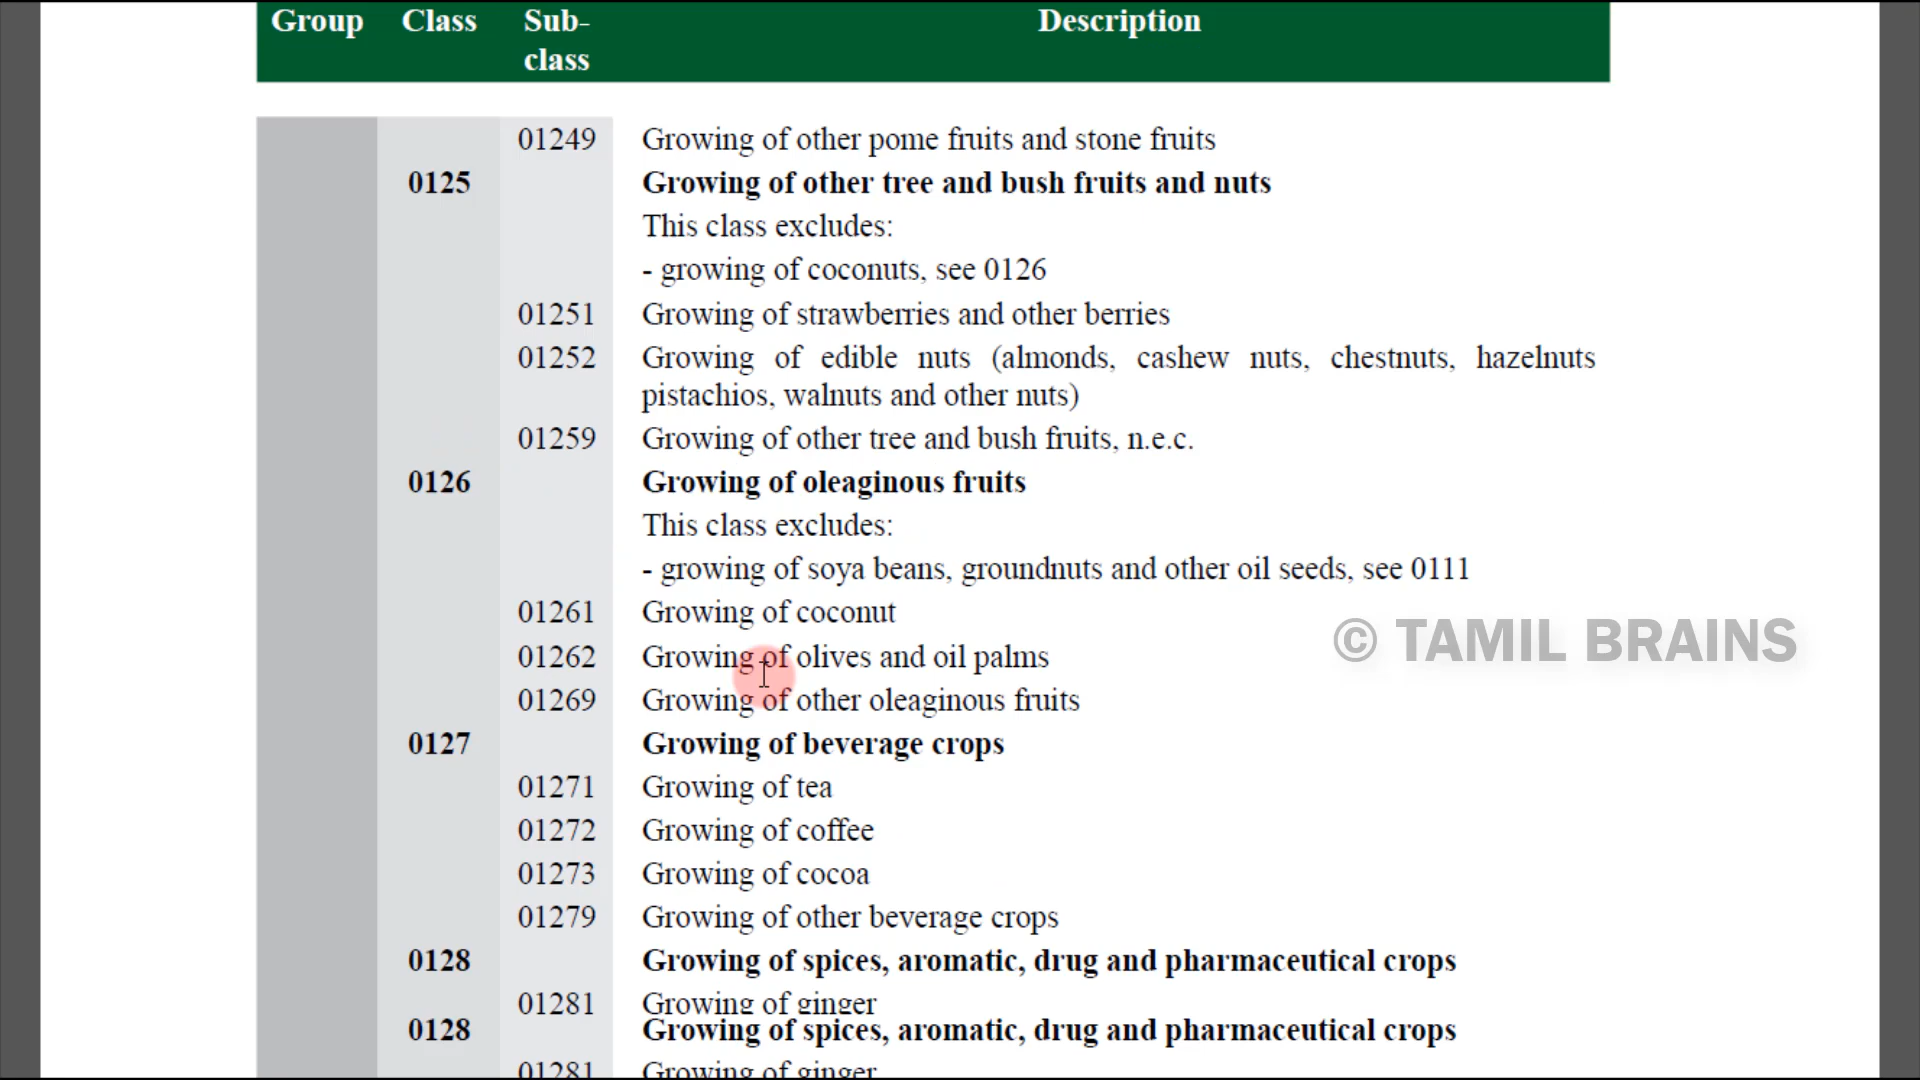 Group Class Sub-class Description
01249 Growing of other pome fruits and stone fruits
0125 Growing of other tree and bush fruits and nuts
This class excludes:
- growing of coconuts, see 0126
01251 Growing of strawberries and other berries
01252 Growing of edible nuts (almonds, cashew nuts, chestnuts, hazelnuts
pistachios, walnuts and other nuts)
01259 Growing of other tree and bush fruits, n.e.c.
0126 Growing of oleaginous fruits
This class excludes:
- growing of soya beans, groundnuts and other oil seeds, see 0111
01261 Growing of coconut
© TAMIL BRAINS
01262 Growing of olives and oil palms
01269 Growing of other oleaginous fruits
0127 Growing of beverage crops
01271 Growing of tea
01272 Growing of coffee
01273 Growing of cocoa
01279 Growing of other beverage crops
0128 Growing of spices, aromatic, drug and pharmaceutical crops
01281 Growing of ginger
0128 Growing of spices, aromatic, drug and pharmaceutical crops
01281 Growing of ginger